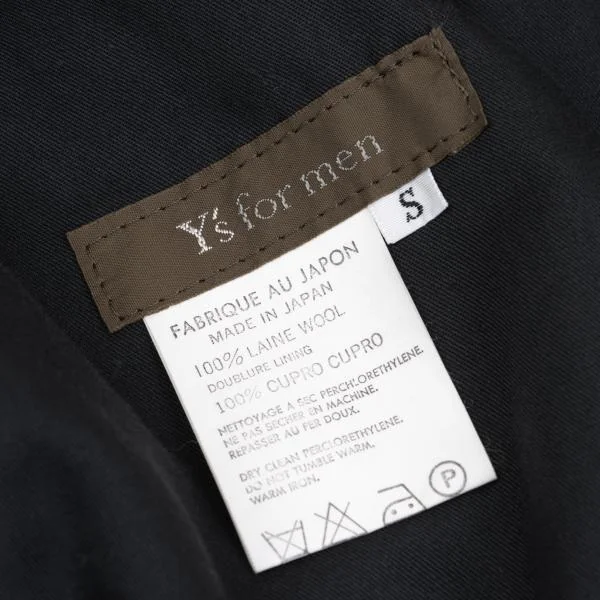 Y's for men
S
FABRIQUE AU JAPON
MADE IN JAPAN
100% LAINE WOOL
DOUBLURE LINING
100% CUPRO CUPRO
NETTOYAGE A SEC PERCHLORETHYLENE.
NE PAS SECHER EN MACHINE.
REPASSER AU FER DOUX.
DRY CLEAN PERCLORETHYLENE.
DO NOT TUMBLE WARM.
WARM IRON.
P